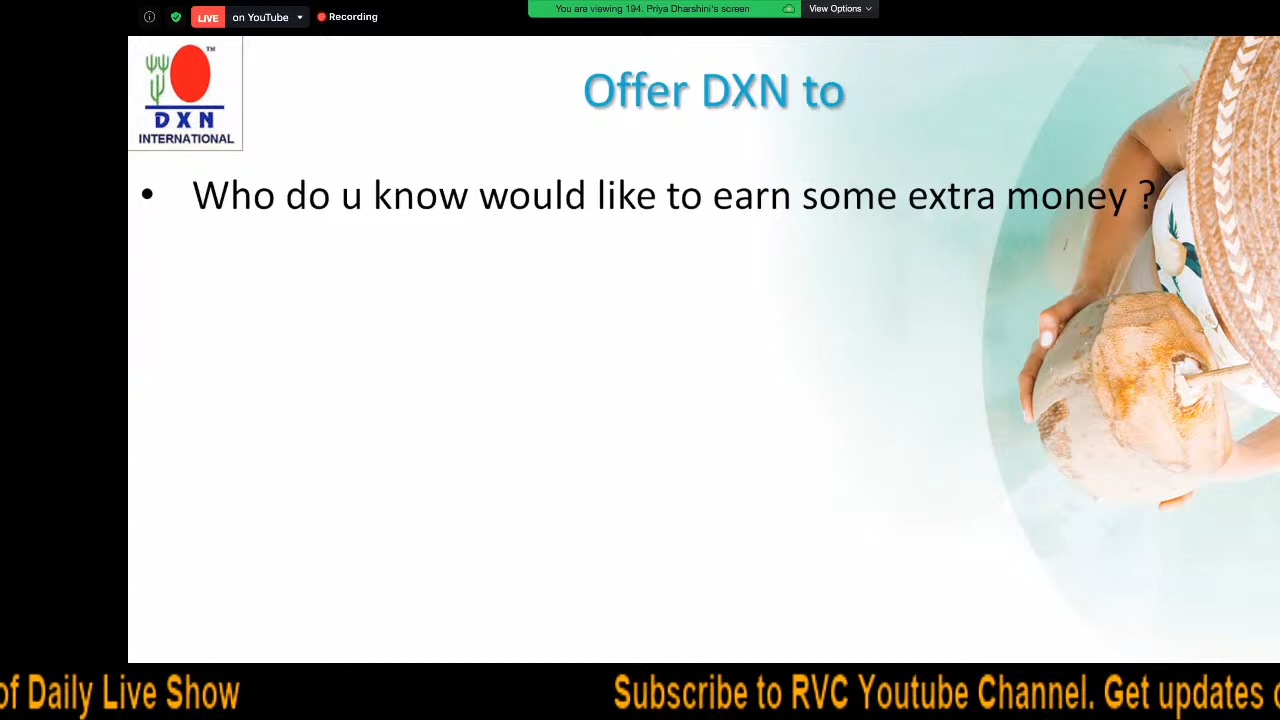 LIVE on YouTube Recording
You are viewing 194. Priya Dharshini's screen View Options
TM
DXN
INTERNATIONAL
Offer DXN to
• Who do u know would like to earn some extra money ?
of Daily Live Show Subscribe to RVC Youtube Channel. Get updates